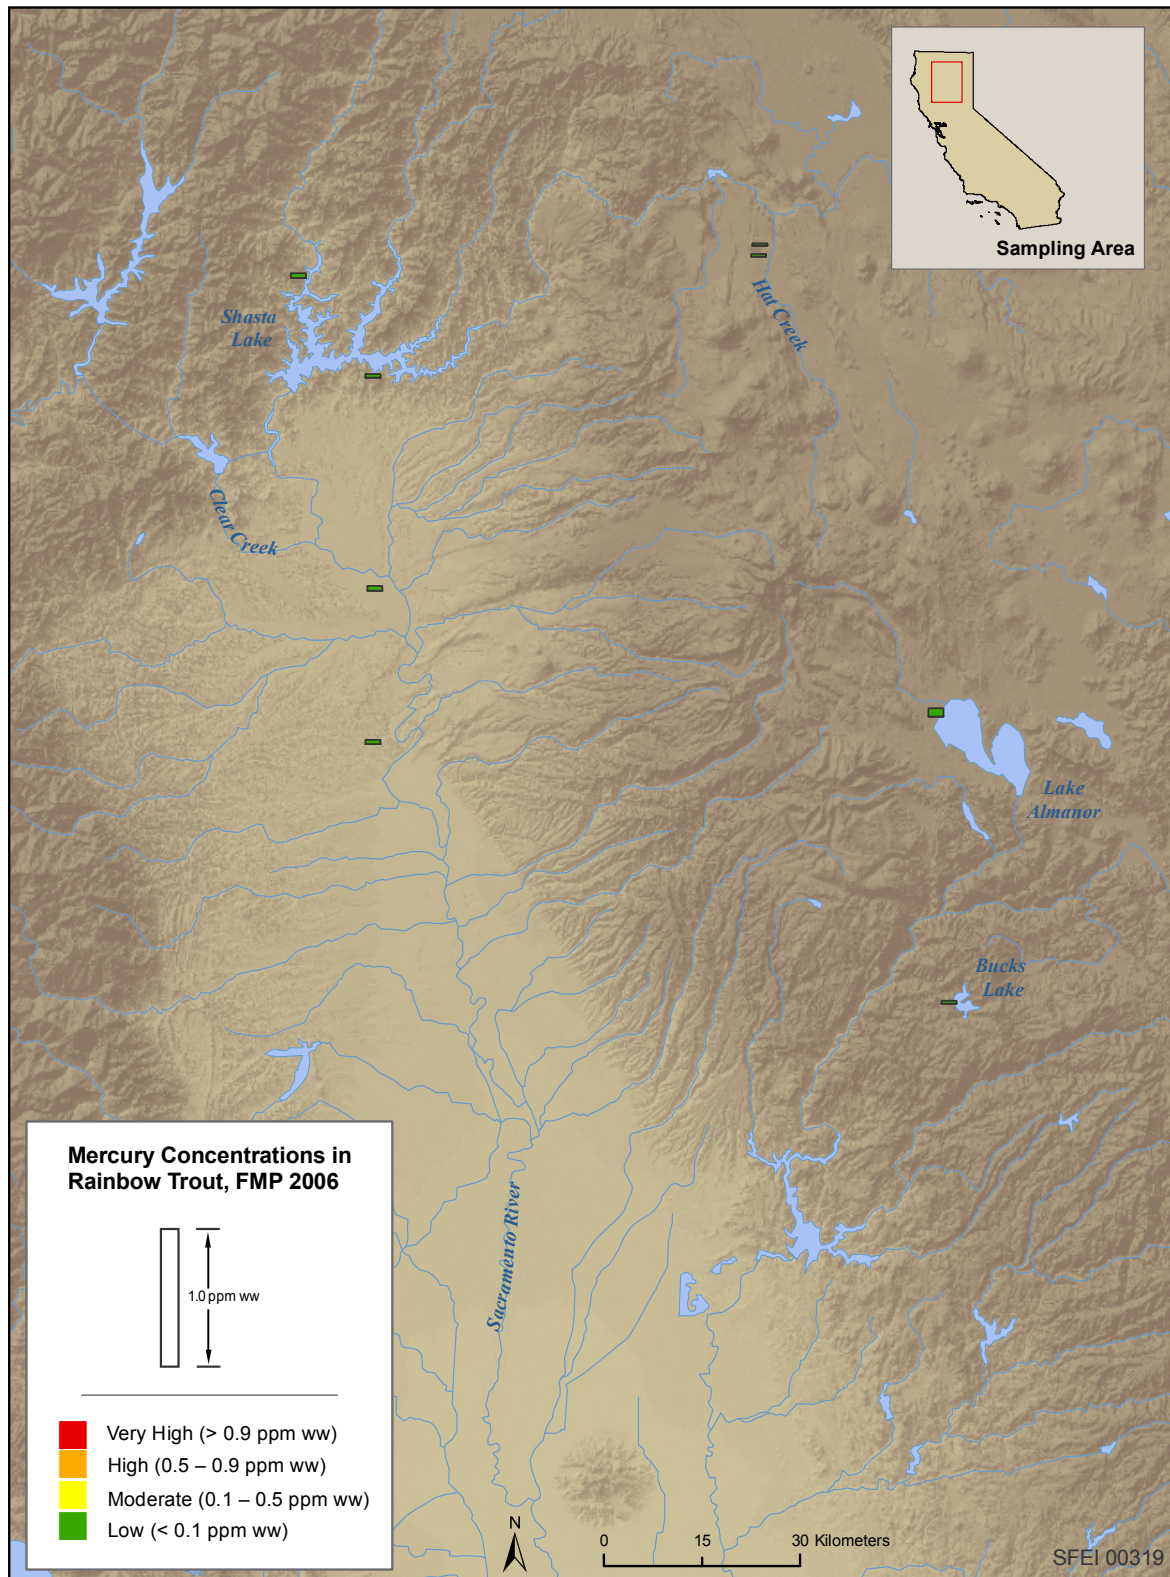 Sampling Area
Hat Creek
Shasta
Lake
Clear Creek
Lake
Almanor
Bucks
Lake
Sacramento River
Mercury Concentrations in
Rainbow Trout, FMP 2006
1.0 ppm ww
Very High (> 0.9 ppm ww)
High (0.5 – 0.9 ppm ww)
Moderate (0.1 – 0.5 ppm ww)
Low (< 0.1 ppm ww)
N
0 15 30 Kilometers
SFEI 00319